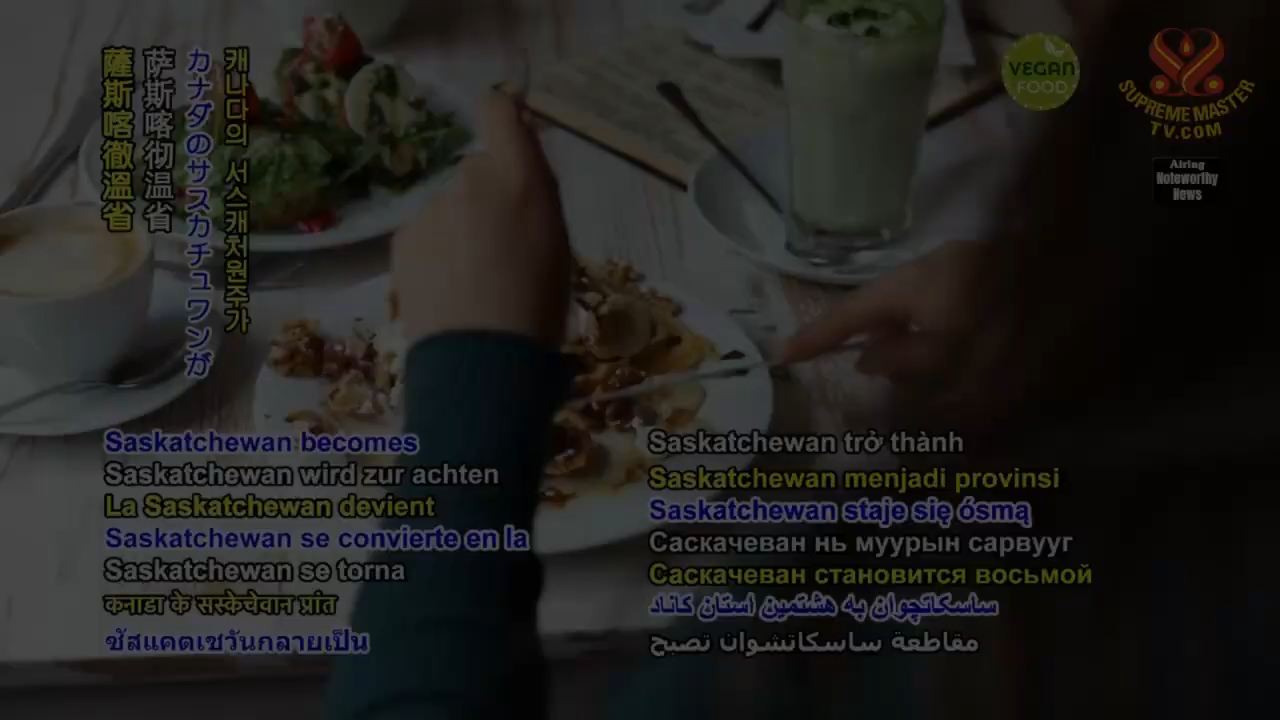 薩斯喀徹溫省
萨斯喀彻温省
カナダのサスカチュワンが
캐나다의 서스캐처원주가
VEGAN
FOOD
SUPREME MASTER
TV.COM
Airing
Noteworthy
News
Saskatchewan becomes
Saskatchewan wird zur achten
La Saskatchewan devient
Saskatchewan se convierte en la
Saskatchewan se torna
कनाडा के सस्केचेवान प्रांत
ซัสแคตเชวันกลายเป็น
Saskatchewan trở thành
Saskatchewan menjadi provinsi
Saskatchewan staje się ósmą
Саскачеван нь муурын сарвууг
Саскачеван становится восьмой
ساسکاتچوان به هشتمین استان کاناد
مقاطعة ساسكاتشوان تصبح